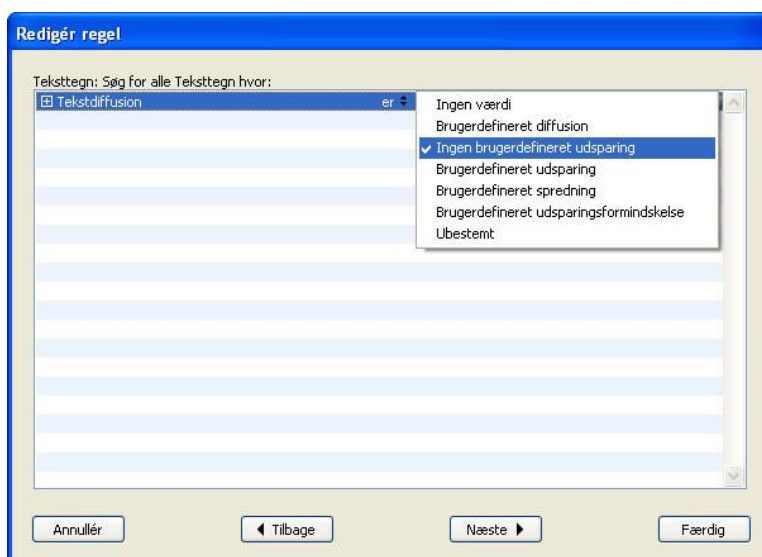 Redigér regel
Teksttegn: Søg for alle Teksttegn hvor:
Tekstdiffusion er
Ingen værdi
Brugerdefineret diffusion
Ingen brugerdefineret udsparing
Brugerdefineret udsparing
Brugerdefineret spredning
Brugerdefineret udsparingsformindskelse
Ubestemt
Annullér Tilbage Næste Færdig